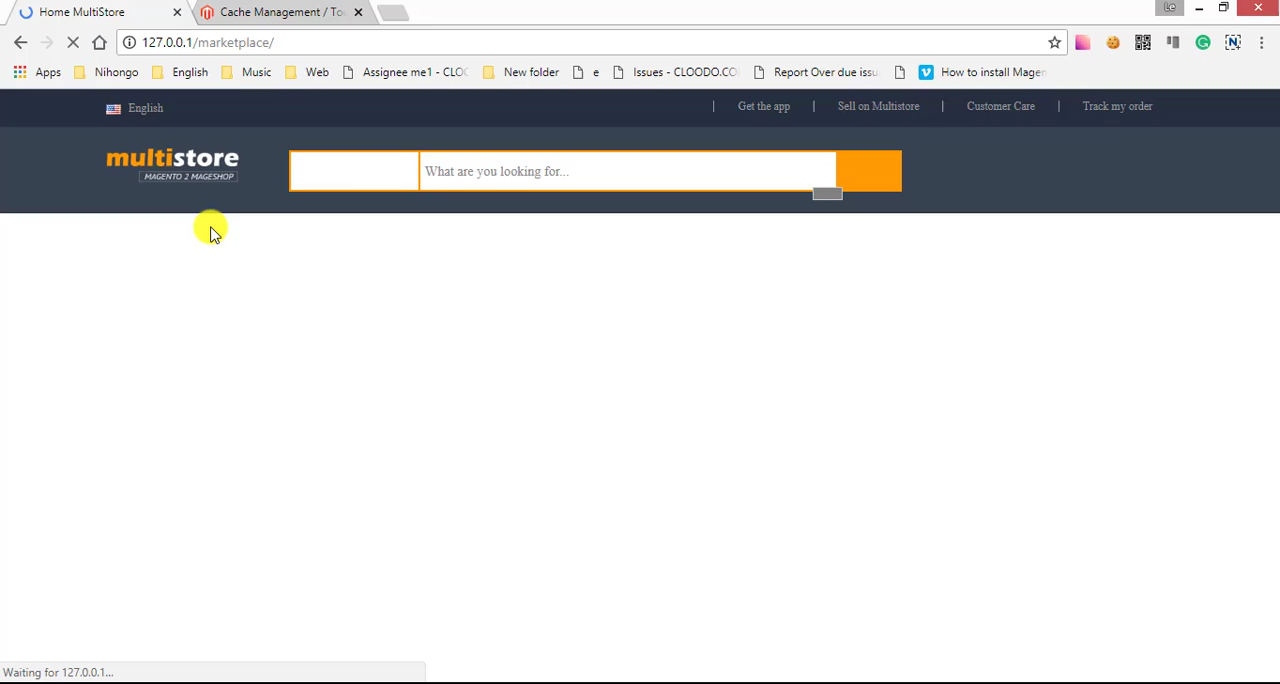 Home MultiStore
Cache Management / To
Le
127.0.0.1/marketplace/
Apps Nihongo English Music Web Assignee me1 - CLOO New folder e Issues - CLOODO.CO Report Over due issu How to install Magen
English | Get the app | Sell on Multistore | Customer Care | Track my order
multistore
MAGENTO 2 MAGESHOP
What are you looking for...
Waiting for 127.0.0.1...